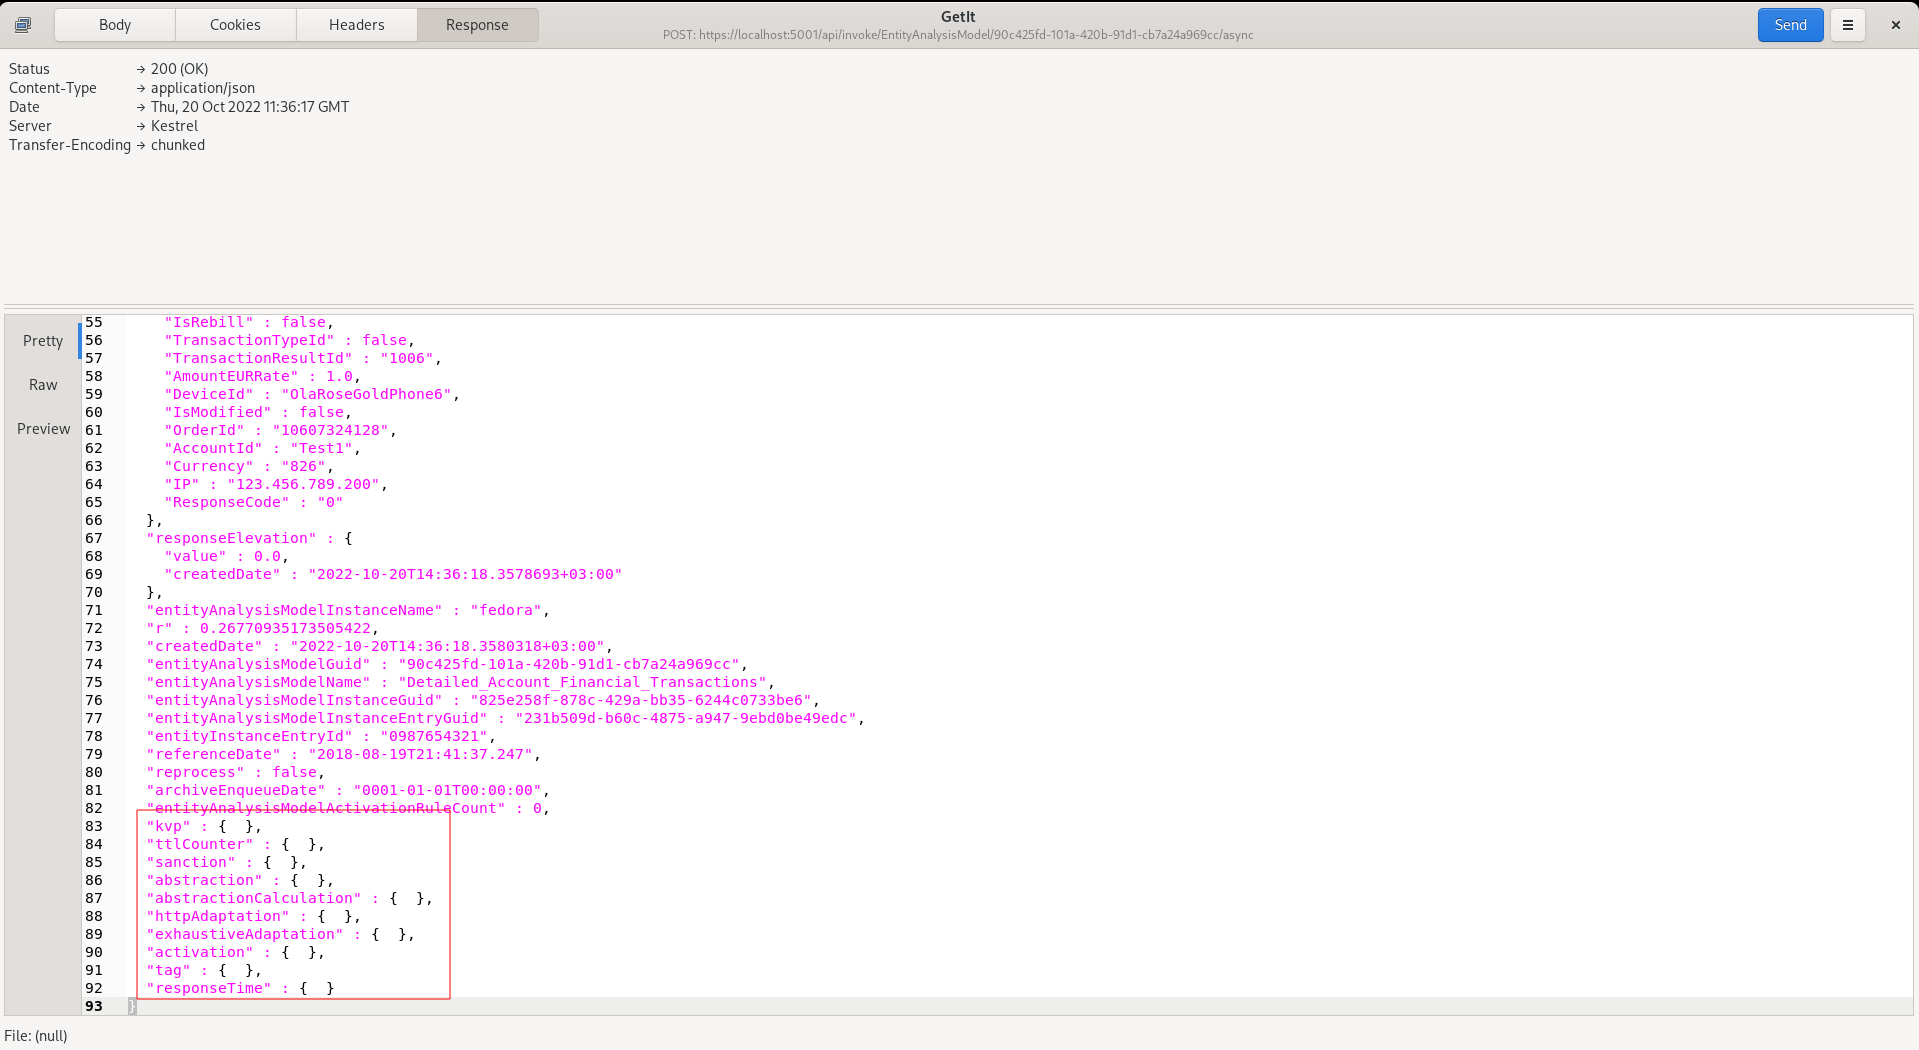 Body Cookies Headers Response
GetIt
POST: https://localhost:5001/api/invoke/EntityAnalysisModel/90c425fd-101a-420b-91d1-cb7a24a969cc/async
Send
Status → 200 (OK)
Content-Type → application/json
Date → Thu, 20 Oct 2022 11:36:17 GMT
Server → Kestrel
Transfer-Encoding → chunked
Pretty
Raw
Preview
55 "IsRebill" : false,
56 "TransactionTypeId" : false,
57 "TransactionResultId" : "1006",
58 "AmountEURRate" : 1.0,
59 "DeviceId" : "OlaRoseGoldPhone6",
60 "IsModified" : false,
61 "OrderId" : "10607324128",
62 "AccountId" : "Test1",
63 "Currency" : "826",
64 "IP" : "123.456.789.200",
65 "ResponseCode" : "0"
66 },
67 "responseElevation" : {
68 "value" : 0.0,
69 "createdDate" : "2022-10-20T14:36:18.3578693+03:00"
70 },
71 "entityAnalysisModelInstanceName" : "fedora",
72 "r" : 0.26770935173505422,
73 "createdDate" : "2022-10-20T14:36:18.3580318+03:00",
74 "entityAnalysisModelGuid" : "90c425fd-101a-420b-91d1-cb7a24a969cc",
75 "entityAnalysisModelName" : "Detailed_Account_Financial_Transactions",
76 "entityAnalysisModelInstanceGuid" : "825e258f-878c-429a-bb35-6244c0733be6",
77 "entityAnalysisModelInstanceEntryGuid" : "231b509d-b60c-4875-a947-9ebd0be49edc",
78 "entityInstanceEntryId" : "0987654321",
79 "referenceDate" : "2018-08-19T21:41:37.247",
80 "reprocess" : false,
81 "archiveEnqueueDate" : "0001-01-01T00:00:00",
82 "entityAnalysisModelActivationRuleCount" : 0,
83 "kvp" : {  },
84 "ttlCounter" : {  },
85 "sanction" : {  },
86 "abstraction" : {  },
87 "abstractionCalculation" : {  },
88 "httpAdaptation" : {  },
89 "exhaustiveAdaptation" : {  },
90 "activation" : {  },
91 "tag" : {  },
92 "responseTime" : {  }
93 }
File: (null)